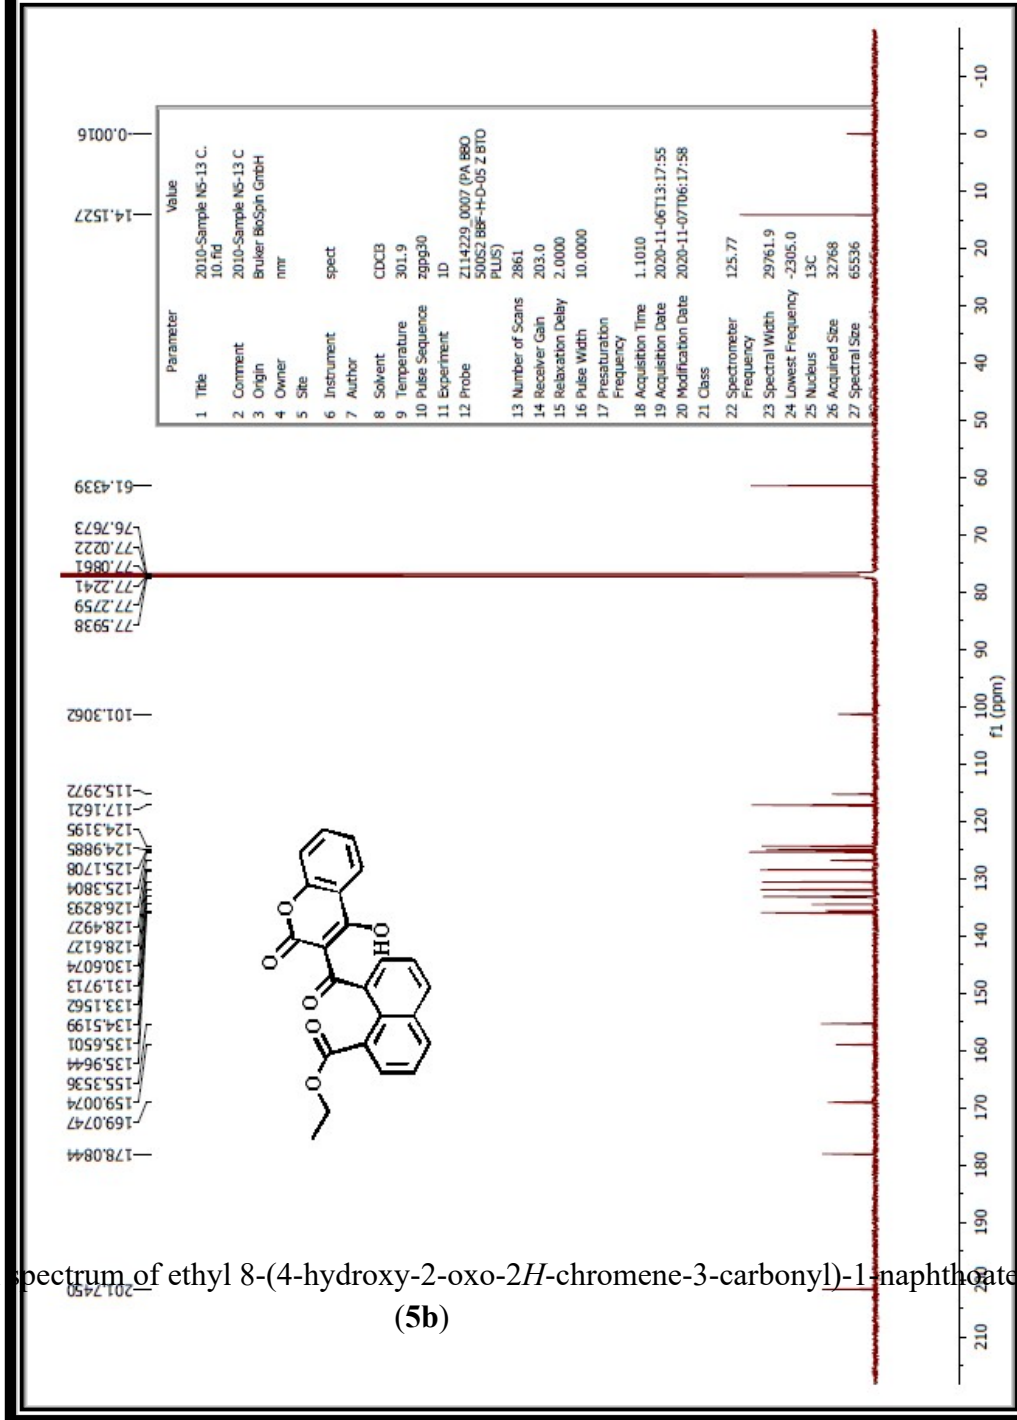 -0.0016
14.1527
61.4339
76.7673
77.0222
77.0861
77.2241
77.2759
77.5938
101.3062
115.2972
117.1621
124.3195
124.9885
125.1708
125.3804
126.8293
128.4927
128.6127
130.6074
131.9713
133.1562
134.5199
135.6501
135.9644
155.3536
159.0074
169.0747
178.0844
201.7450
Parameter Value
1 Title 2010-Sample N5-13 C.
10.fid
2 Comment 2010-Sample N5-13 C
3 Origin Bruker BioSpin GmbH
4 Owner nmr
5 Site
6 Instrument spect
7 Author
8 Solvent CDCl3
9 Temperature 301.9
10 Pulse Sequence zgpg30
11 Experiment 1D
12 Probe Z114229_0007 (PA BBO
500S2 BBF-H-D-05 Z BTO
PLUS)
13 Number of Scans 2861
14 Receiver Gain 203.0
15 Relaxation Delay 2.0000
16 Pulse Width 10.0000
17 Presaturation
Frequency
18 Acquisition Time 1.1010
19 Acquisition Date 2020-11-06T13:17:55
20 Modification Date 2020-11-07T06:17:58
21 Class
22 Spectrometer 125.77
Frequency
23 Spectral Width 29761.9
24 Lowest Frequency -2305.0
25 Nucleus 13C
26 Acquired Size 32768
27 Spectral Size 65536
O
O
O
O
O
HO
210 200 190 180 170 160 150 140 130 120 110 100 90 80 70 60 50 40 30 20 10 0 -10
f1 (ppm)
spectrum of ethyl 8-(4-hydroxy-2-oxo-2H-chromene-3-carbonyl)-1-naphthoate
(5b)